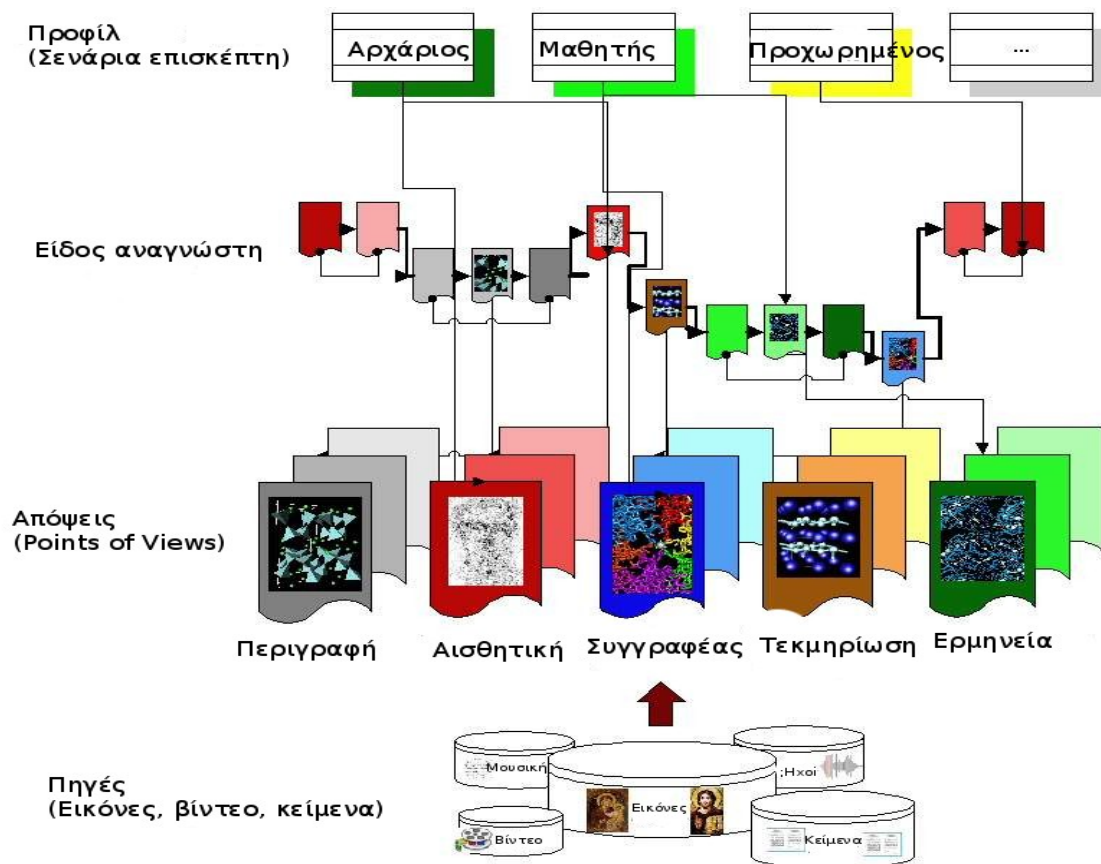 Προφίλ
(Σενάρια επισκέπτη)
Αρχάριος
Μαθητής
Προχωρημένος
...
Είδος αναγνώστη
Απόψεις
(Points of Views)
Περιγραφή
Αισθητική
Συγγραφέας
Τεκμηρίωση
Ερμηνεία
Πηγές
(Εικόνες, βίντεο, κείμενα)
Μουσική
;Ηχοί
Εικόνες
Βίντεο
Κείμενα